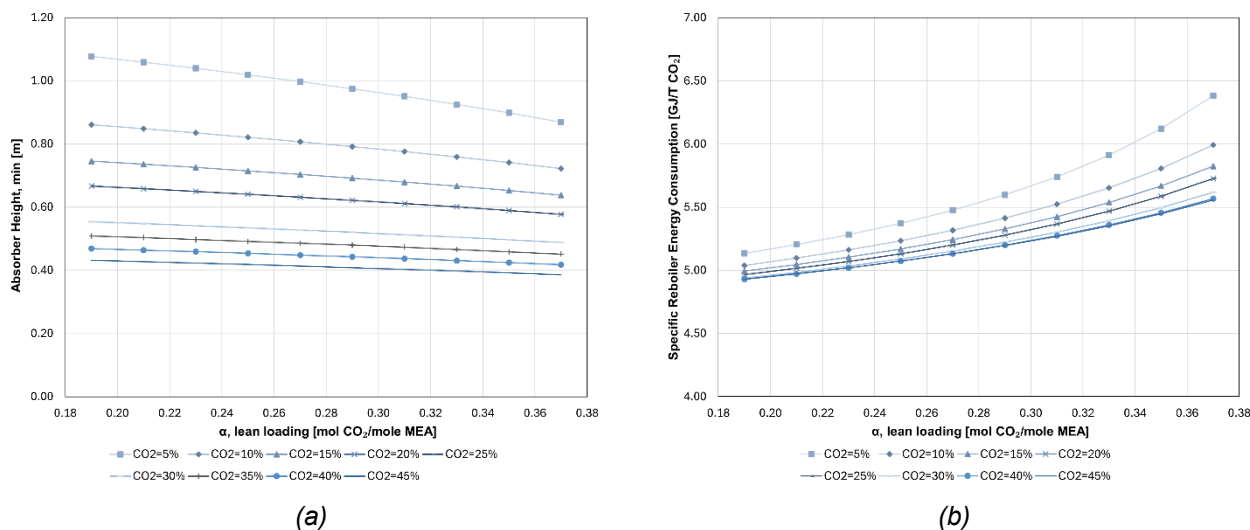 1.20
1.00
0.80
0.60
0.40
0.20
0.00
Absorber Height, min [m]
0.18 0.20 0.22 0.24 0.26 0.28 0.30 0.32 0.34 0.36 0.38
α, lean loading [mol CO₂/mole MEA]
CO2=5% CO2=10% CO2=15% CO2=20% CO2=25%
CO2=30% CO2=35% CO2=40% CO2=45%
(a)
7.00
6.50
6.00
5.50
5.00
4.50
4.00
Specific Reboiler Energy Consumption [GJ/T CO₂]
0.18 0.20 0.22 0.24 0.26 0.28 0.30 0.32 0.34 0.36 0.38
α, lean loading [mol CO₂/mole MEA]
CO2=5% CO2=10% CO2=15% CO2=20%
CO2=25% CO2=30% CO2=40% CO2=45%
(b)